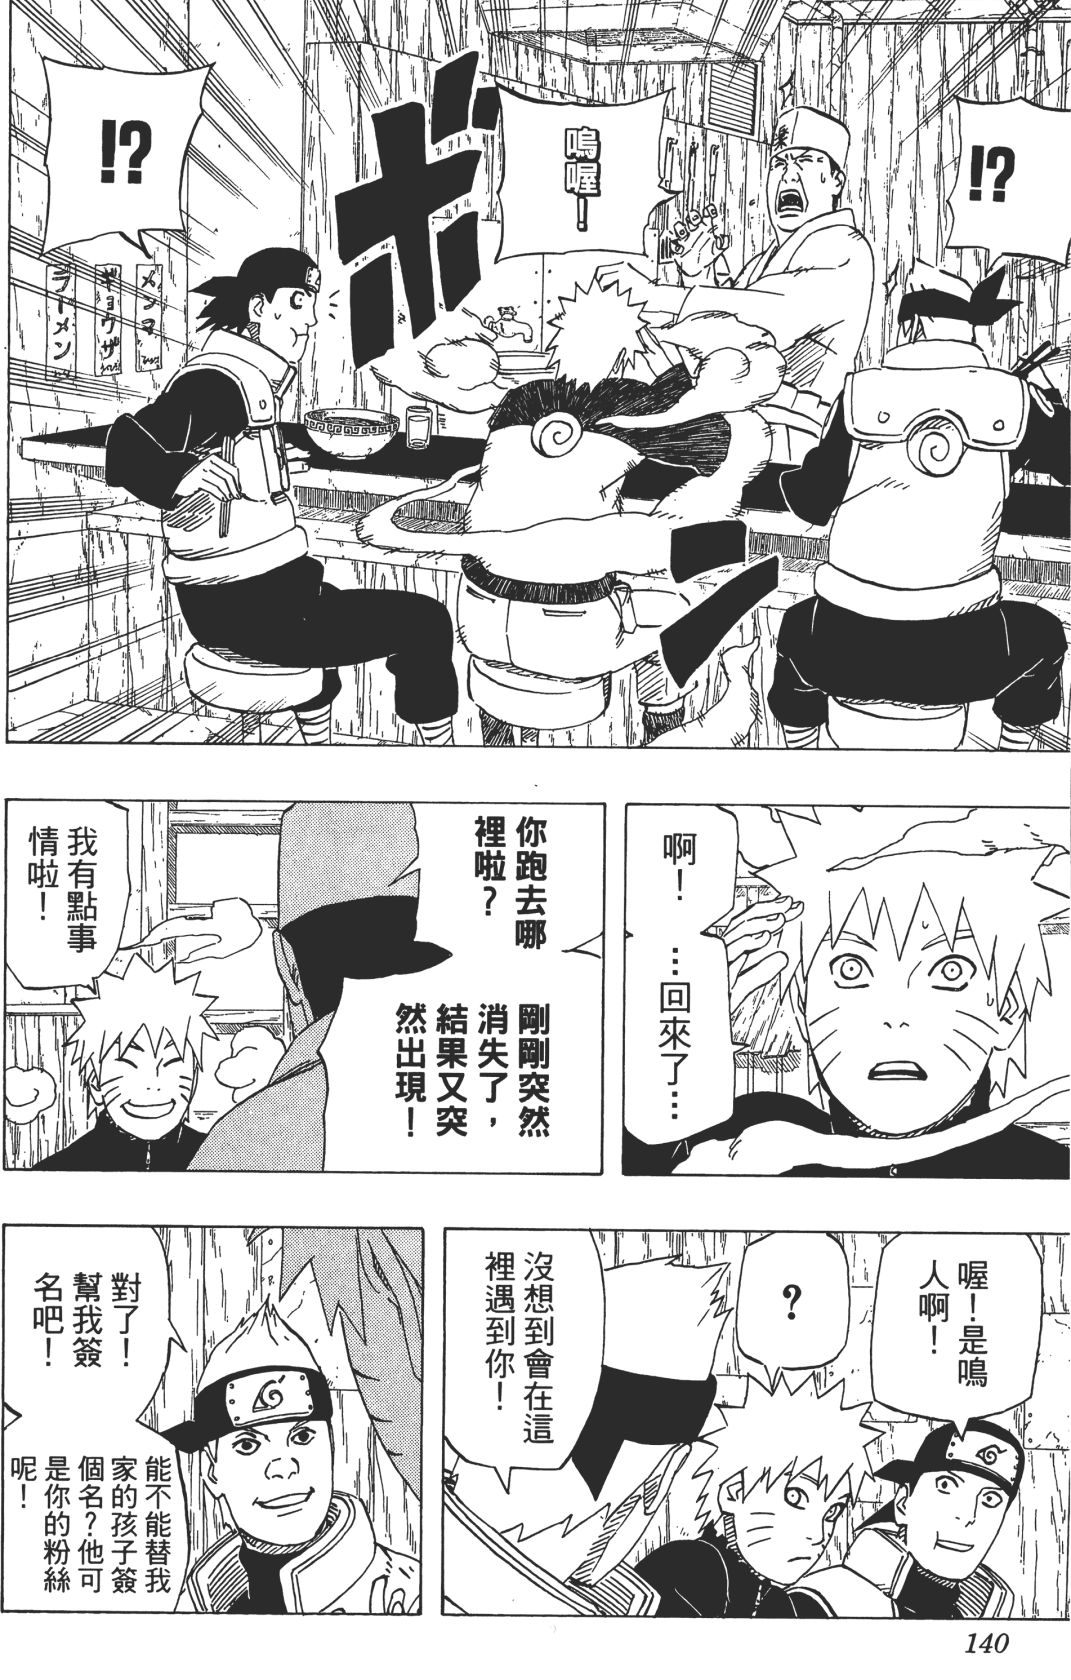 !?
嗚
喔
！
ボ
!?
楽
メンマ
ギョウザ
ラーメン
啊！
…回來了…
你跑去哪
裡啦？
剛剛突然
消失了，
結果又突
然出現！
我有點事
情啦！
喔！是鳴
人啊！
？
沒想到會在這
裡遇到你！
對了！
幫我簽
名吧！
能不能替我
家的孩子簽
個名？他可
是你的粉絲
呢！
140